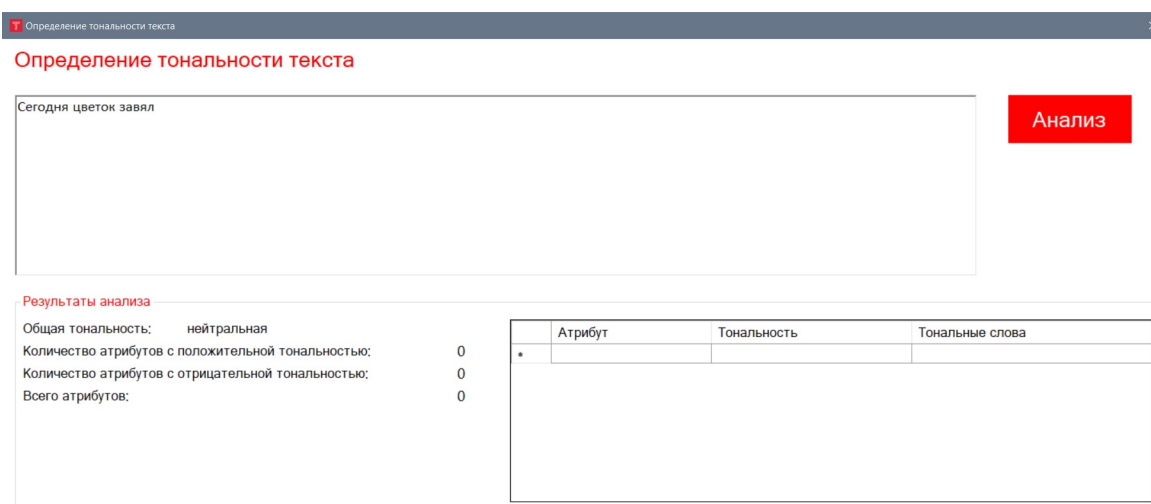 Т Определение тональности текста
Определение тональности текста
Сегодня цветок завял
Анализ
Результаты анализа
Общая тональность: нейтральная
Количество атрибутов с положительной тональностью: 0
Количество атрибутов с отрицательной тональностью: 0
Всего атрибутов: 0
Атрибут Тональность Тональные слова
*